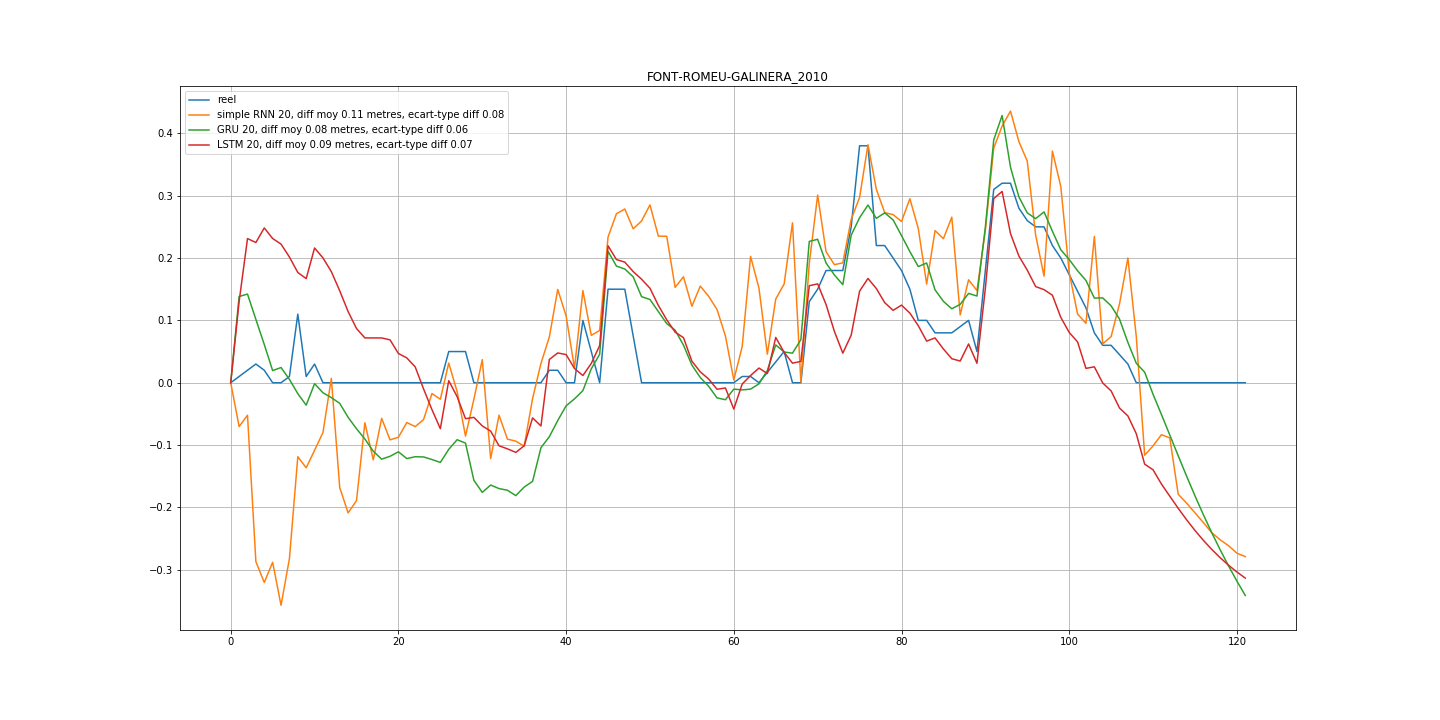 FONT-ROMEU-GALINERA_2010
reel
simple RNN 20, diff moy 0.11 metres, ecart-type diff 0.08
GRU 20, diff moy 0.08 metres, ecart-type diff 0.06
LSTM 20, diff moy 0.09 metres, ecart-type diff 0.07
0.4
0.3
0.2
0.1
0.0
−0.1
−0.2
−0.3
0 20 40 60 80 100 120